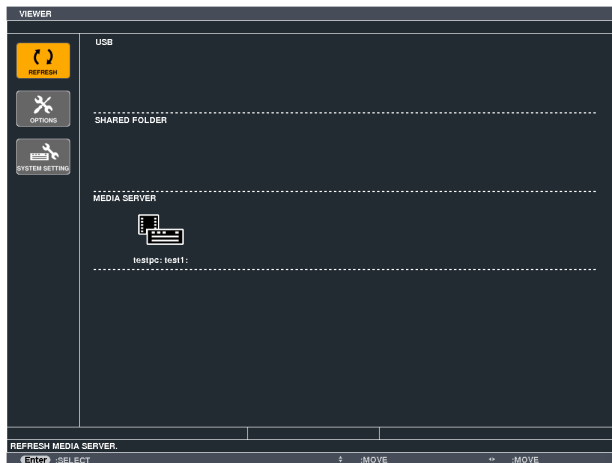 VIEWER
USB
REFRESH
OPTIONS
SHARED FOLDER
SYSTEM SETTING
MEDIA SERVER
testpc: test1:
REFRESH MEDIA SERVER.
Enter :SELECT :MOVE :MOVE